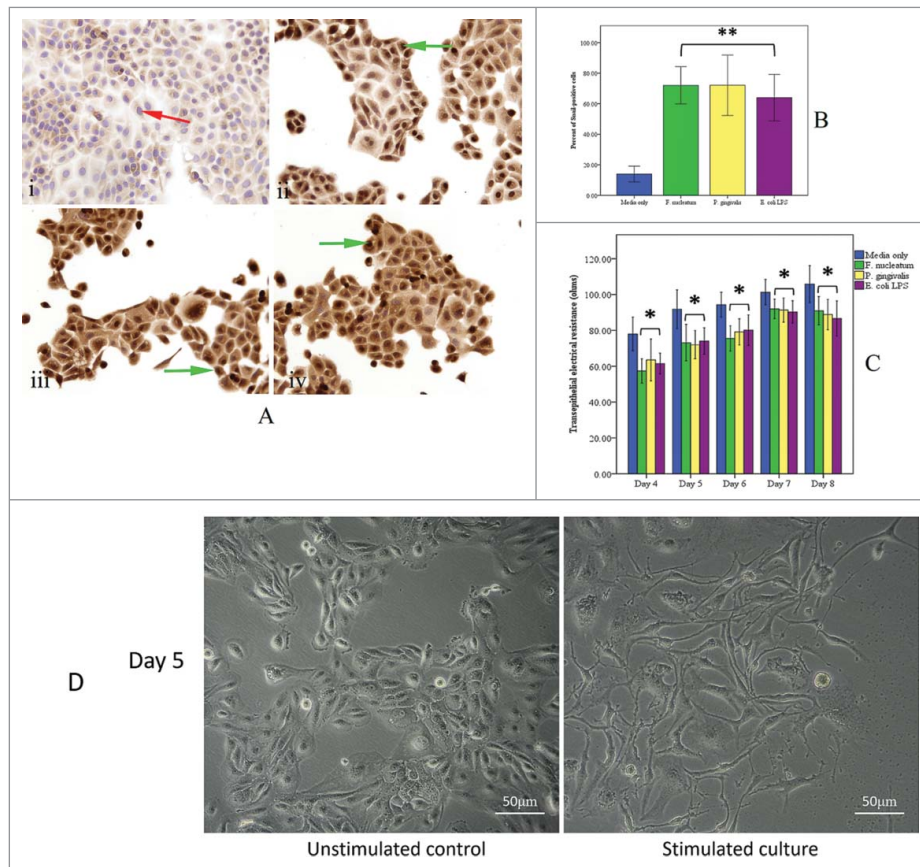 i
ii
iii
iv
A
**
Percent of Snail-positive cells
100.00
80.00
60.00
40.00
20.00
.00
Media only
F. nucleatum
P. gingivalis
E. coli LPS
B
Media only
F. nucleatum
P. gingivalis
E. coli LPS
* * * * *
Transepithelial electrical resistance (ohms)
120.00
100.00
80.00
60.00
40.00
20.00
0.00
Day 4 Day 5 Day 6 Day 7 Day 8
C
D
Day 5
50μm
50μm
Unstimulated control
Stimulated culture